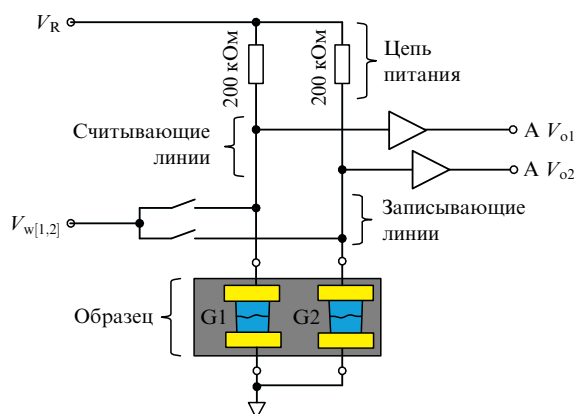 V_R
200 кОм
200 кОм
Цепь
питания
Считывающие
линии
A V_o1
A V_o2
V_w[1,2]
Записывающие
линии
Образец
G1
G2